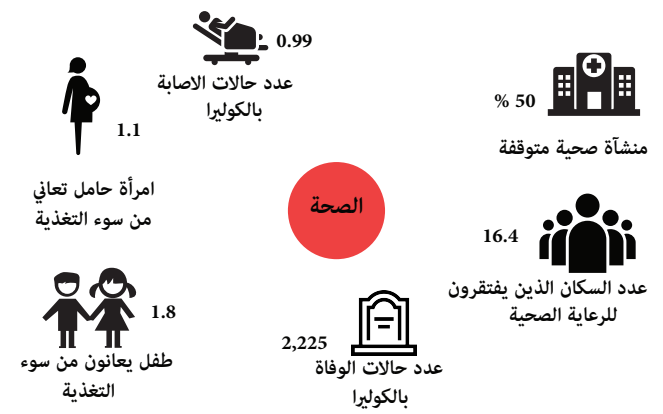 0.99
عدد حالات الاصابة
بالكوليرا
50 %
منشآة صحية متوقفة
1.1
امرأة حامل تعاني
من سوء التغذية
الصحة
16.4
عدد السكان الذين يفتقرون
للرعاية الصحية
1.8
طفل يعانون من سوء
التغذية
2,225
عدد حالات الوفاة
بالكوليرا